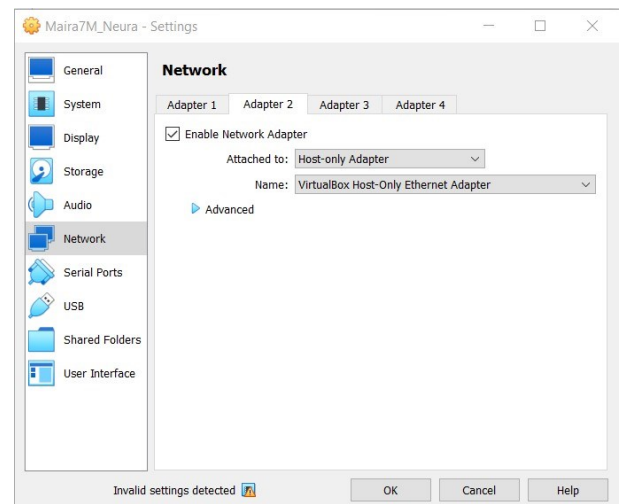 Maira7M_Neura - Settings
General
System
Display
Storage
Audio
Network
Serial Ports
USB
Shared Folders
User Interface
Network
Adapter 1 Adapter 2 Adapter 3 Adapter 4
Enable Network Adapter
Attached to: Host-only Adapter
Name: VirtualBox Host-Only Ethernet Adapter
Advanced
Invalid settings detected OK Cancel Help